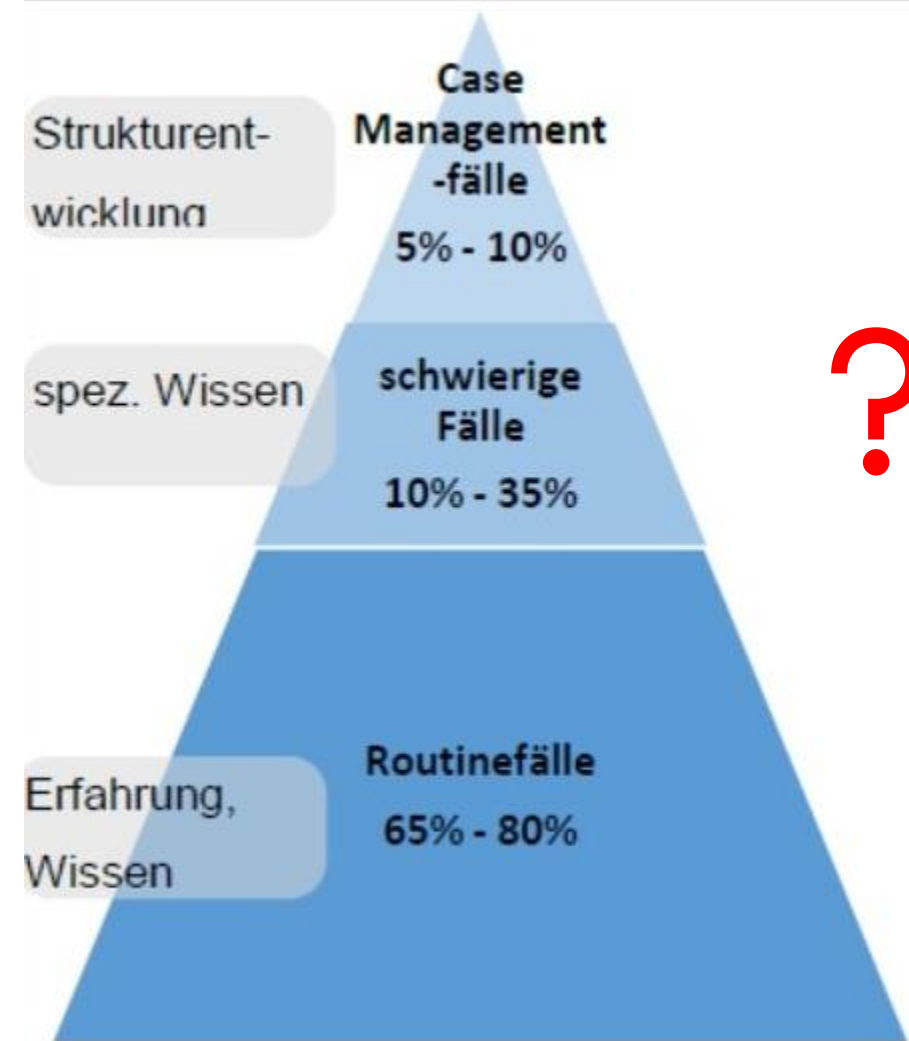 Case
Management
-fälle
5% - 10%
Strukturent-
wicklung
schwierige
Fälle
10% - 35%
spez. Wissen
?
Routinefälle
65% - 80%
Erfahrung,
Wissen